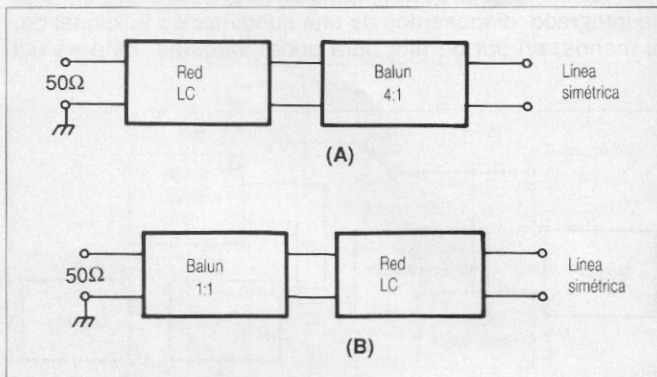 50Ω
Red
LC
Balun
4:1
Línea
simétrica
(A)
50Ω
Balun
1:1
Red
LC
Línea
simétrica
(B)